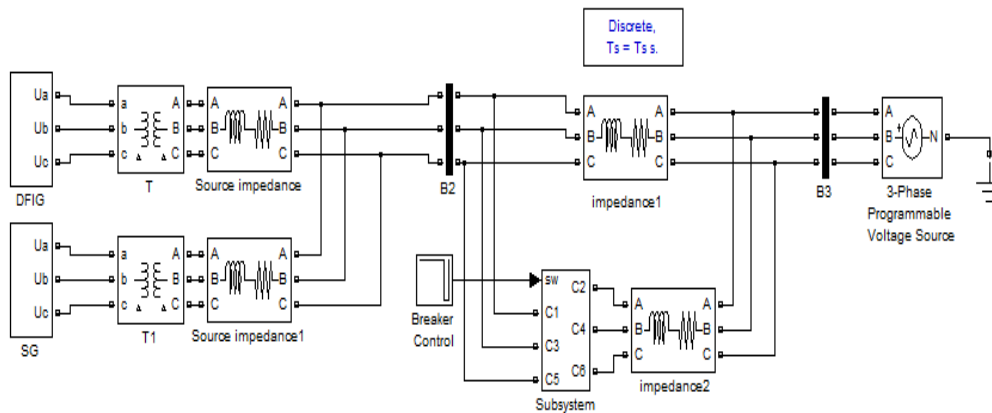 Discrete,
Ts = Ts s.
Ua
Ub
Uc
DFIG
a
b
c
A
B
C
T
A
B
C
A
B
C
Source impedance
B2
A
B
C
A
B
C
impedance1
B3
A
B
C
+
N
3-Phase
Programmable
Voltage Source
Ua
Ub
Uc
SG
a
b
c
A
B
C
T1
A
B
C
A
B
C
Source impedance1
Breaker
Control
sw
C1
C3
C5
C2
C4
C6
Subsystem
A
B
C
A
B
C
impedance2